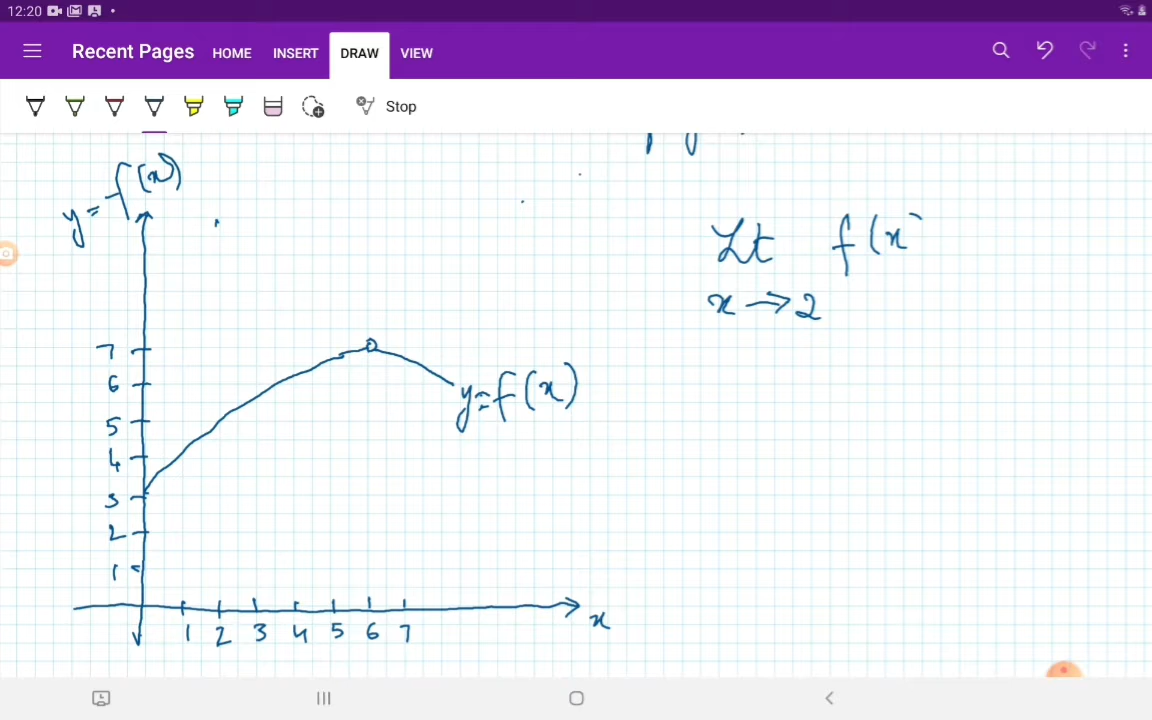 12:20
Recent Pages HOME INSERT DRAW VIEW
Stop
y=f(x)
Lt f(x)
x→2
7
6
y=f(x)
5
4
3
2
1
1 2 3 4 5 6 7
x